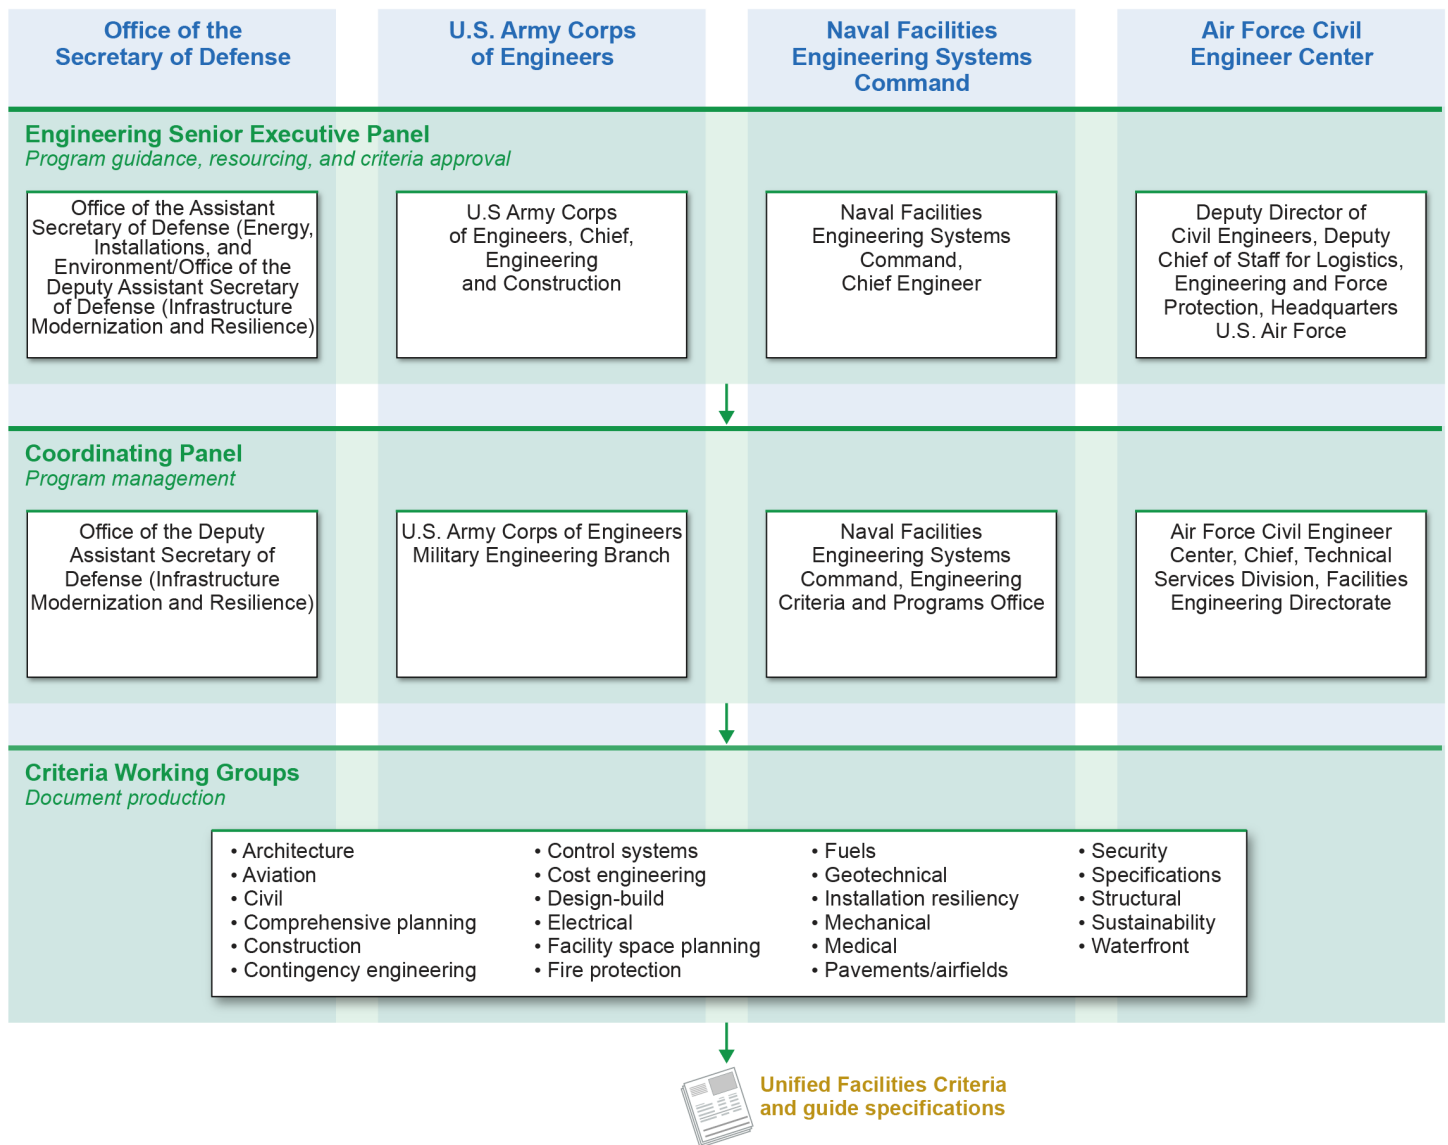 Office of the
Secretary of Defense
U.S. Army Corps
of Engineers
Naval Facilities
Engineering Systems
Command
Air Force Civil
Engineer Center
Engineering Senior Executive Panel
Program guidance, resourcing, and criteria approval
Office of the Assistant
Secretary of Defense (Energy,
Installations, and
Environment/Office of the
Deputy Assistant Secretary
of Defense (Infrastructure
Modernization and Resilience)
U.S Army Corps
of Engineers, Chief,
Engineering
and Construction
Naval Facilities
Engineering Systems
Command,
Chief Engineer
Deputy Director of
Civil Engineers, Deputy
Chief of Staff for Logistics,
Engineering and Force
Protection, Headquarters
U.S. Air Force
Coordinating Panel
Program management
Office of the Deputy
Assistant Secretary of
Defense (Infrastructure
Modernization and Resilience)
U.S. Army Corps of Engineers
Military Engineering Branch
Naval Facilities
Engineering Systems
Command, Engineering
Criteria and Programs Office
Air Force Civil Engineer
Center, Chief, Technical
Services Division, Facilities
Engineering Directorate
Criteria Working Groups
Document production
• Architecture
• Aviation
• Civil
• Comprehensive planning
• Construction
• Contingency engineering
• Control systems
• Cost engineering
• Design-build
• Electrical
• Facility space planning
• Fire protection
• Fuels
• Geotechnical
• Installation resiliency
• Mechanical
• Medical
• Pavements/airfields
• Security
• Specifications
• Structural
• Sustainability
• Waterfront
Unified Facilities Criteria
and guide specifications